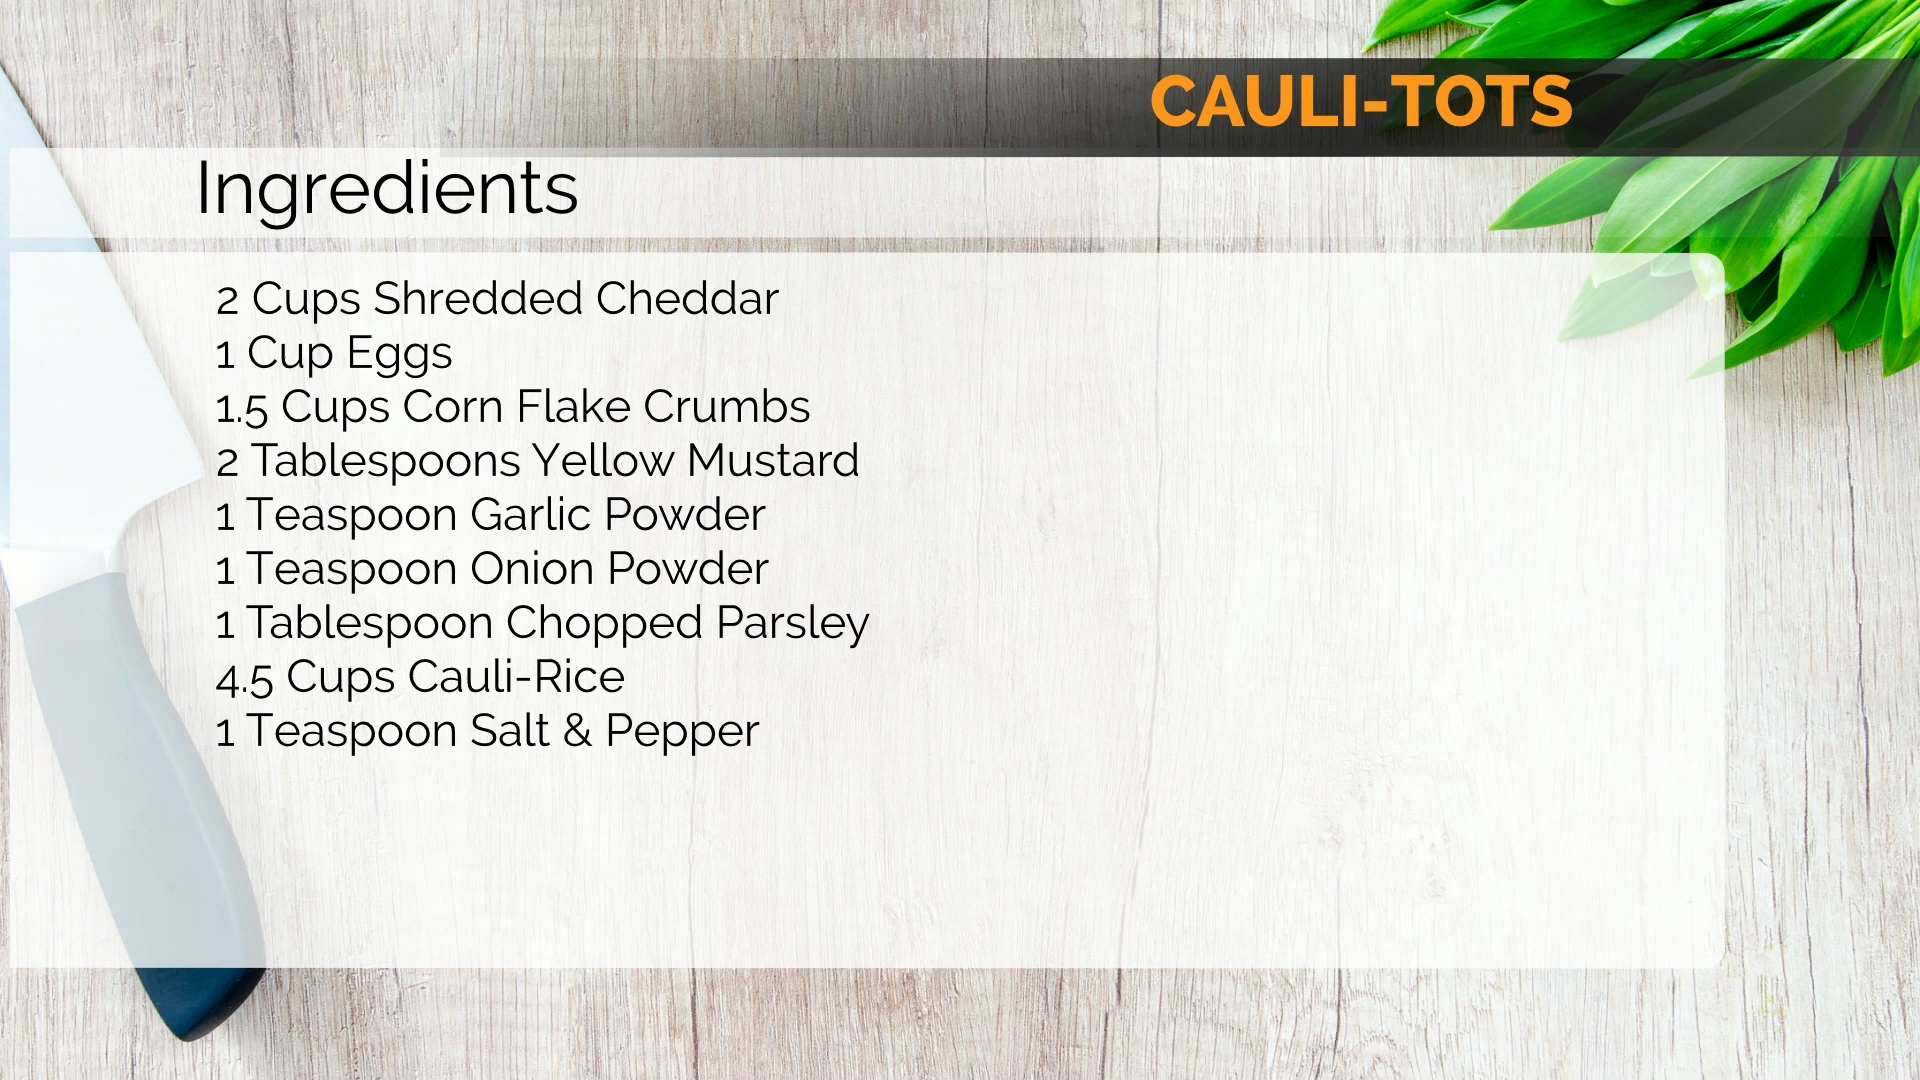 CAULI-TOTS
Ingredients
2 Cups Shredded Cheddar
1 Cup Eggs
1.5 Cups Corn Flake Crumbs
2 Tablespoons Yellow Mustard
1 Teaspoon Garlic Powder
1 Teaspoon Onion Powder
1 Tablespoon Chopped Parsley
4.5 Cups Cauli-Rice
1 Teaspoon Salt & Pepper